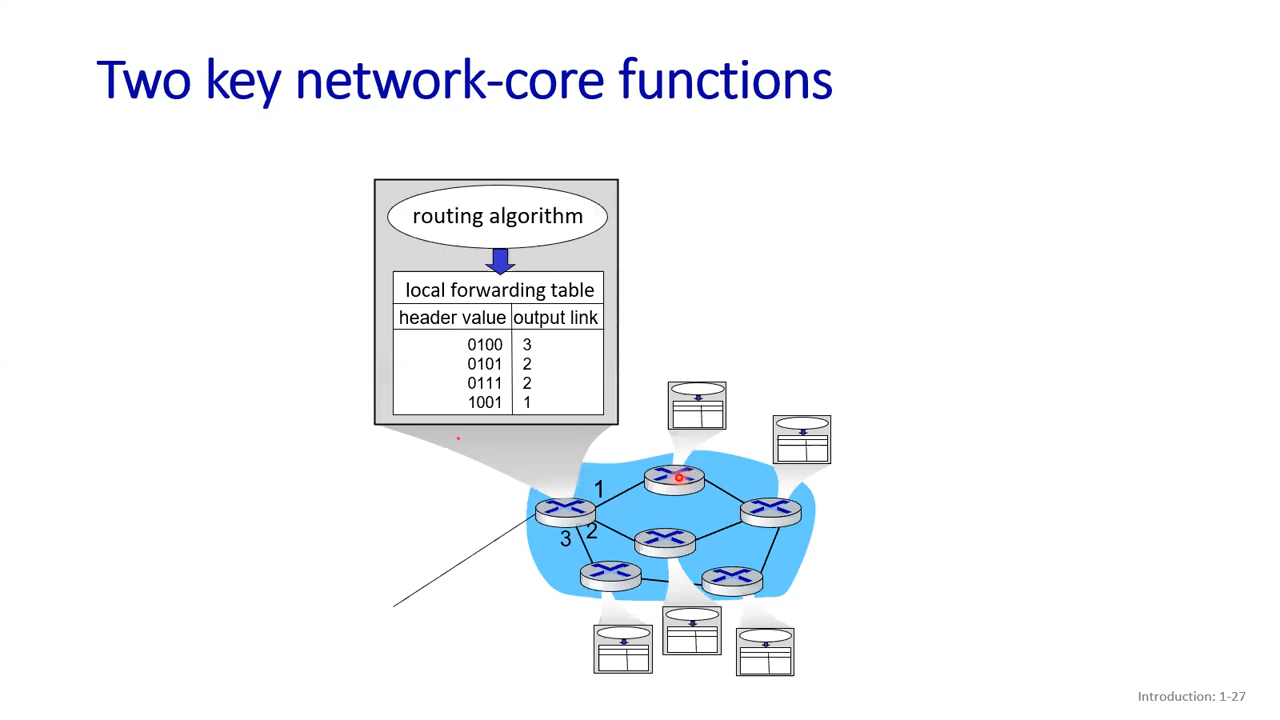 Two key network-core functions
routing algorithm
local forwarding table
header value output link
0100 3
0101 2
0111 2
1001 1
1
2
3
Introduction: 1-27